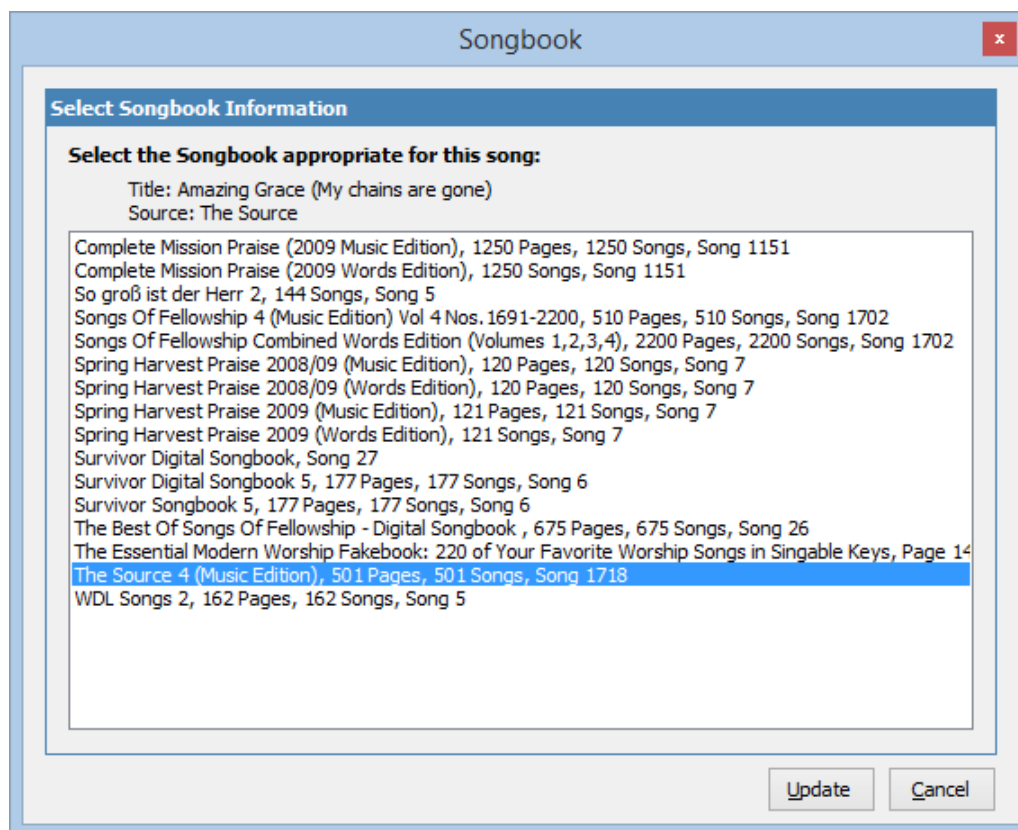 Songbook
x
Select Songbook Information
Select the Songbook appropriate for this song:
Title: Amazing Grace (My chains are gone)
Source: The Source
Complete Mission Praise (2009 Music Edition), 1250 Pages, 1250 Songs, Song 1151
Complete Mission Praise (2009 Words Edition), 1250 Songs, Song 1151
So groß ist der Herr 2, 144 Songs, Song 5
Songs Of Fellowship 4 (Music Edition) Vol 4 Nos.1691-2200, 510 Pages, 510 Songs, Song 1702
Songs Of Fellowship Combined Words Edition (Volumes 1,2,3,4), 2200 Pages, 2200 Songs, Song 1702
Spring Harvest Praise 2008/09 (Music Edition), 120 Pages, 120 Songs, Song 7
Spring Harvest Praise 2008/09 (Words Edition), 120 Pages, 120 Songs, Song 7
Spring Harvest Praise 2009 (Music Edition), 121 Pages, 121 Songs, Song 7
Spring Harvest Praise 2009 (Words Edition), 121 Songs, Song 7
Survivor Digital Songbook, Song 27
Survivor Digital Songbook 5, 177 Pages, 177 Songs, Song 6
Survivor Songbook 5, 177 Pages, 177 Songs, Song 6
The Best Of Songs Of Fellowship - Digital Songbook , 675 Pages, 675 Songs, Song 26
The Essential Modern Worship Fakebook: 220 of Your Favorite Worship Songs in Singable Keys, Page 14
The Source 4 (Music Edition), 501 Pages, 501 Songs, Song 1718
WDL Songs 2, 162 Pages, 162 Songs, Song 5
Update Cancel